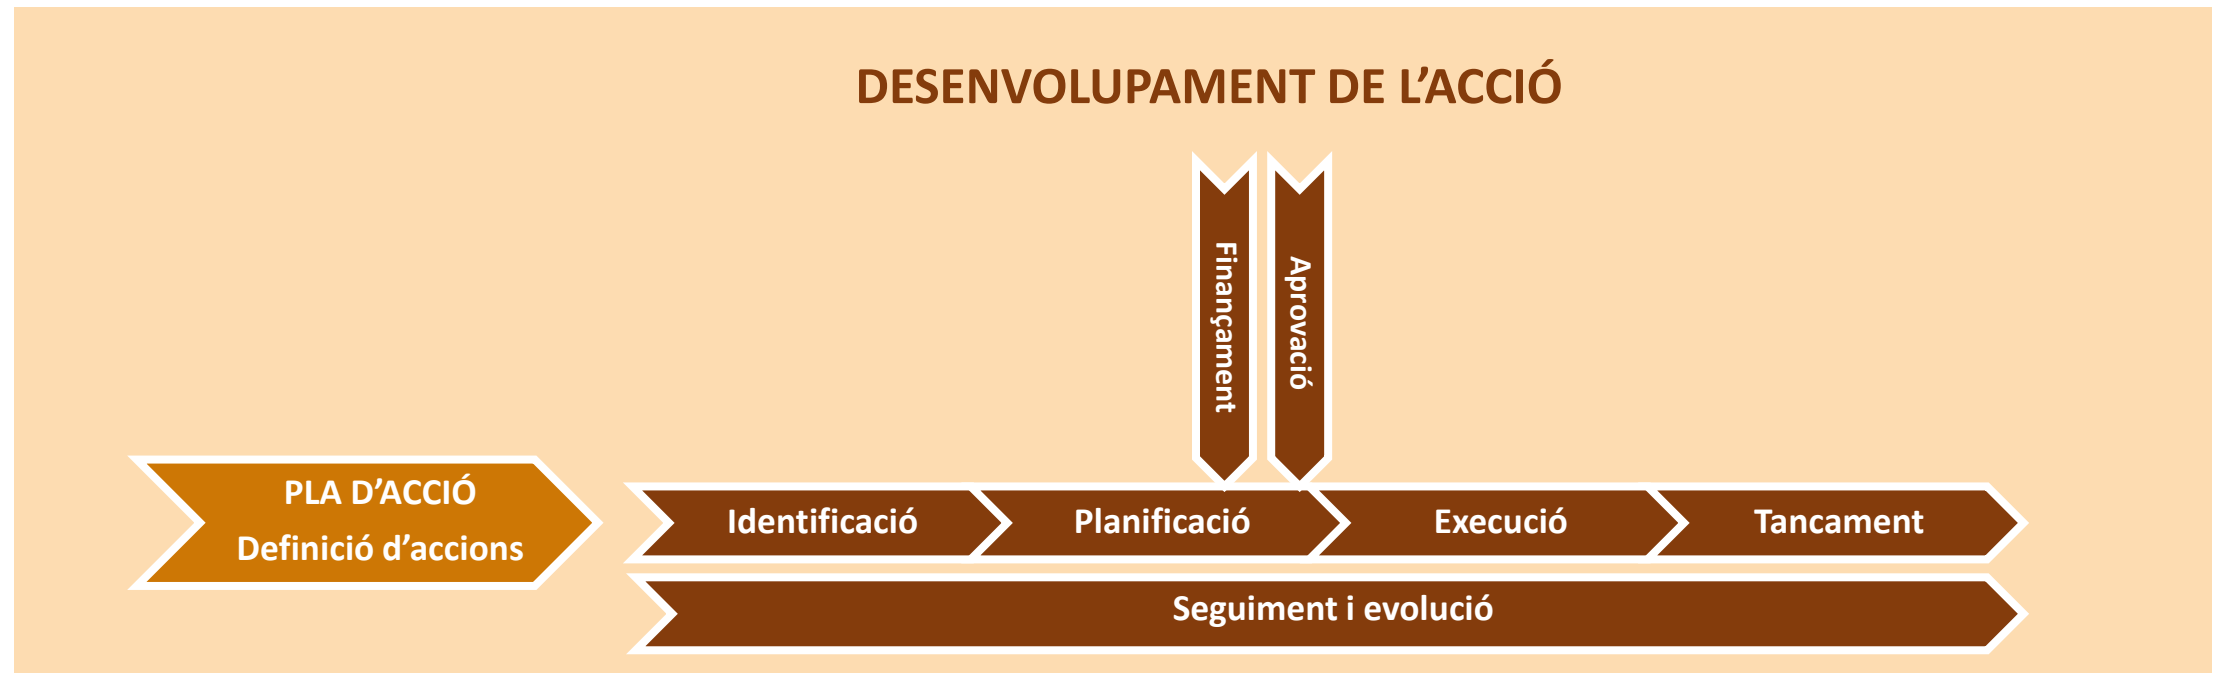 DESENVOLUPAMENT DE L’ACCIÓ
Finançament
Aprovació
PLA D’ACCIÓ
Definició d’accions
Identificació
Planificació
Execució
Tancament
Seguiment i evolució